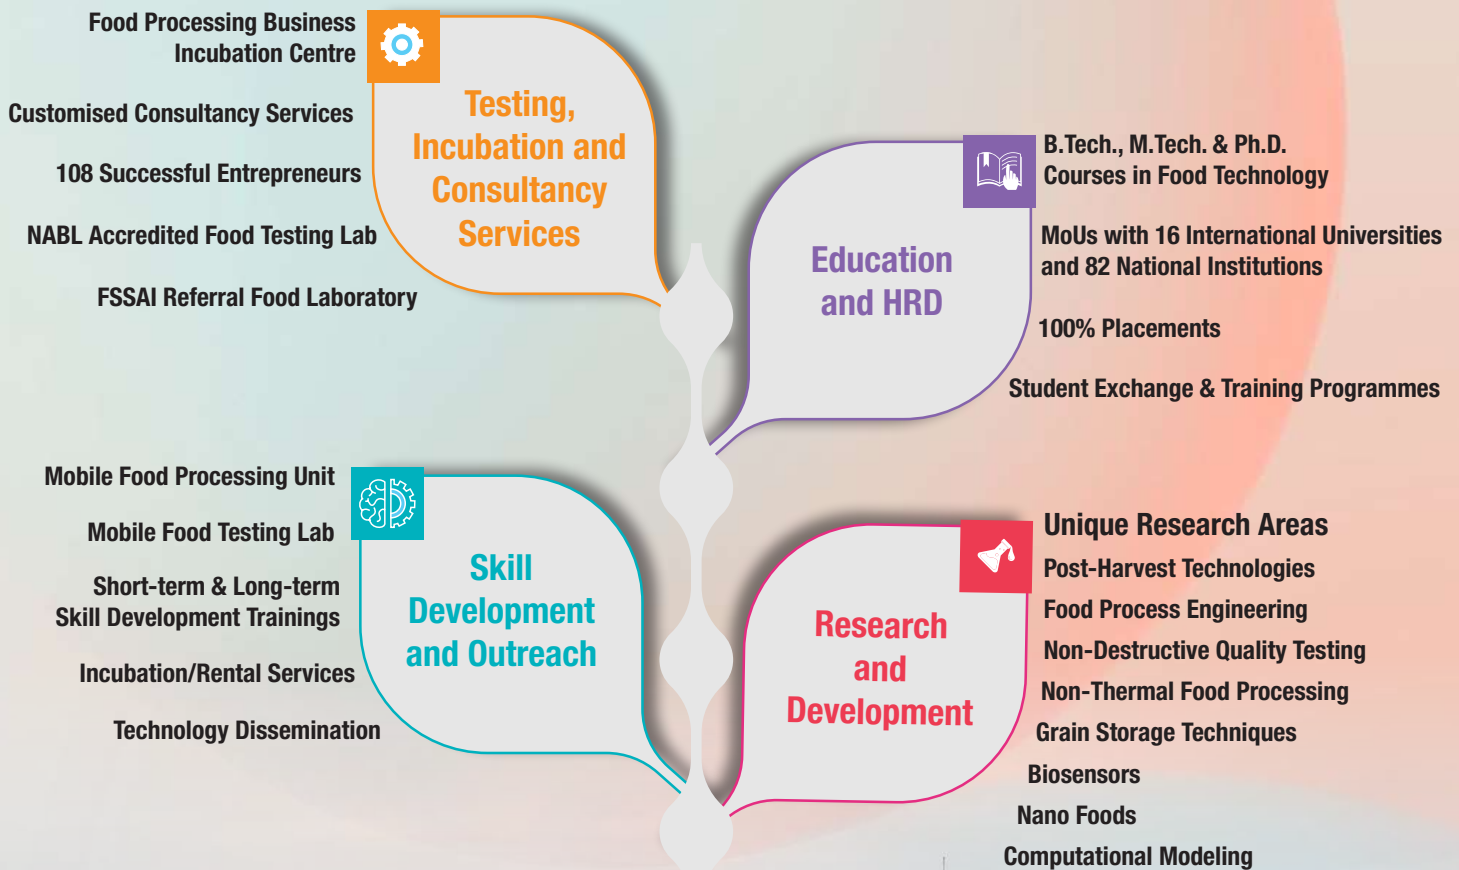 Food Processing Business
Incubation Centre
Customised Consultancy Services
108 Successful Entrepreneurs
NABL Accredited Food Testing Lab
FSSAI Referral Food Laboratory
Testing,
Incubation and
Consultancy
Services
Education
and HRD
B.Tech., M.Tech. & Ph.D.
Courses in Food Technology
MoUs with 16 International Universities
and 82 National Institutions
100% Placements
Student Exchange & Training Programmes
Mobile Food Processing Unit
Mobile Food Testing Lab
Short-term & Long-term
Skill Development Trainings
Incubation/Rental Services
Technology Dissemination
Skill
Development
and Outreach
Research
and
Development
Unique Research Areas
Post-Harvest Technologies
Food Process Engineering
Non-Destructive Quality Testing
Non-Thermal Food Processing
Grain Storage Techniques
Biosensors
Nano Foods
Computational Modeling